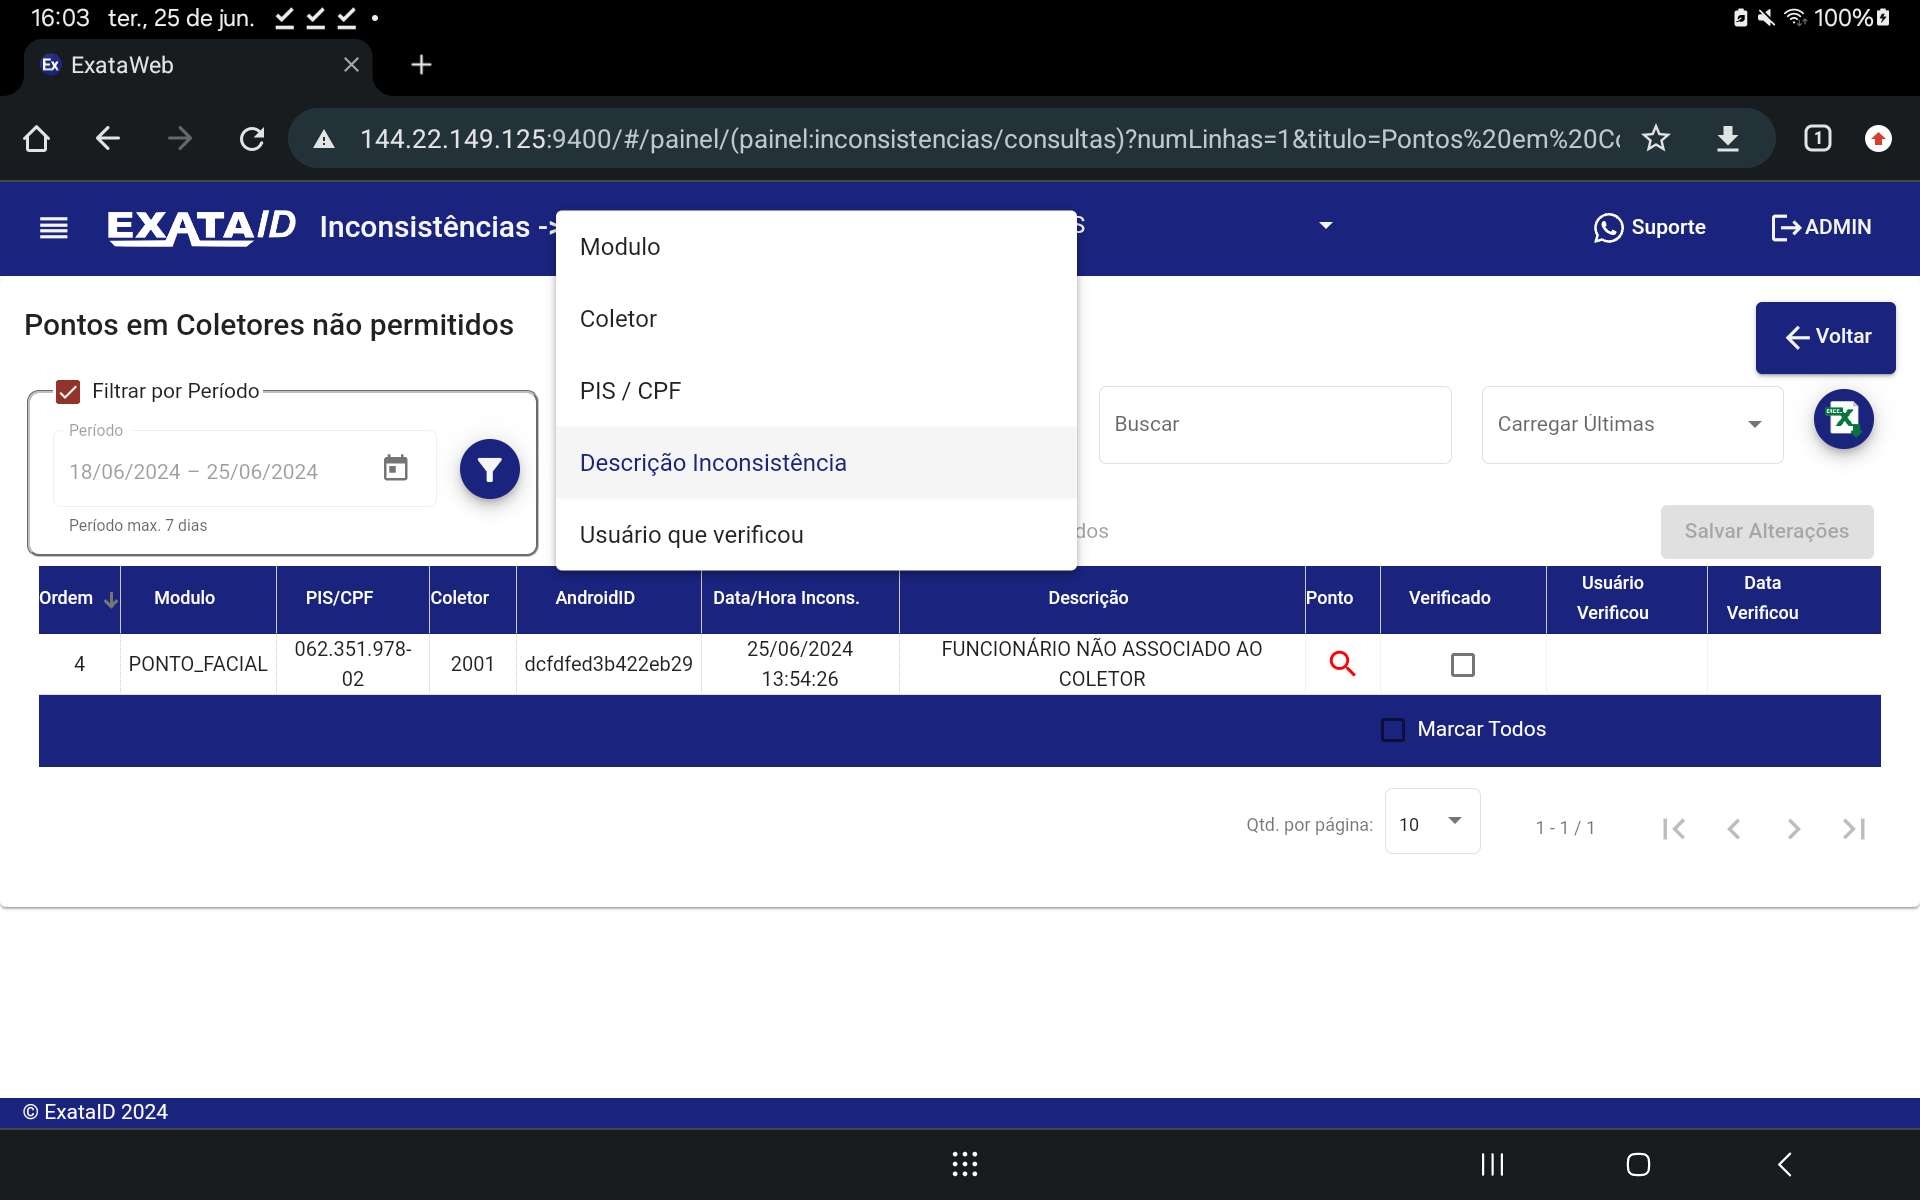 16:03 ter., 25 de jun.
100%
Ex ExataWeb
144.22.149.125:9400/#/painel/(painel:inconsistencias/consultas)?numLinhas=1&titulo=Pontos%20em%20Co
1
EXATAID Inconsistências ->
S
Suporte
ADMIN
Modulo
Coletor
PIS / CPF
Descrição Inconsistência
Usuário que verificou
Pontos em Coletores não permitidos
Voltar
Filtrar por Período
Período
18/06/2024 – 25/06/2024
Período max. 7 dias
Buscar
Carregar Últimas
dos
Salvar Alterações
Ordem Modulo PIS/CPF Coletor AndroidID Data/Hora Incons. Descrição Ponto Verificado Usuário Verificou Data Verificou
4 PONTO_FACIAL 062.351.978-02 2001 dcfdfed3b422eb29 25/06/2024 13:54:26 FUNCIONÁRIO NÃO ASSOCIADO AO COLETOR
Marcar Todos
Qtd. por página: 10 1 - 1 / 1
© ExataID 2024